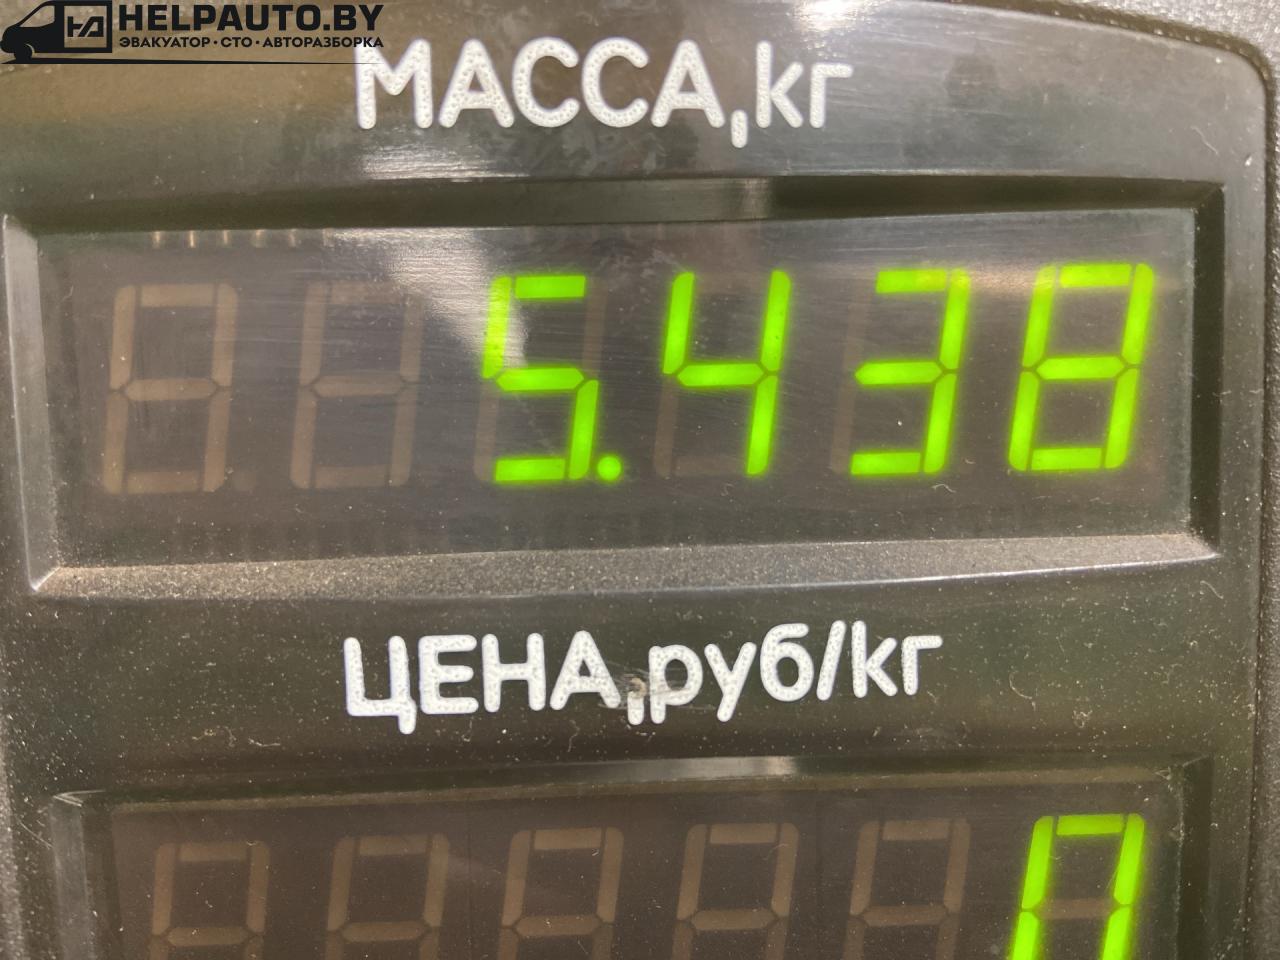 HELPAUTO.BY
ЭВАКУАТОР · СТО · АВТОРАЗБОРКА
МАССА,кг
5.438
ЦЕНА,руб/кг
0